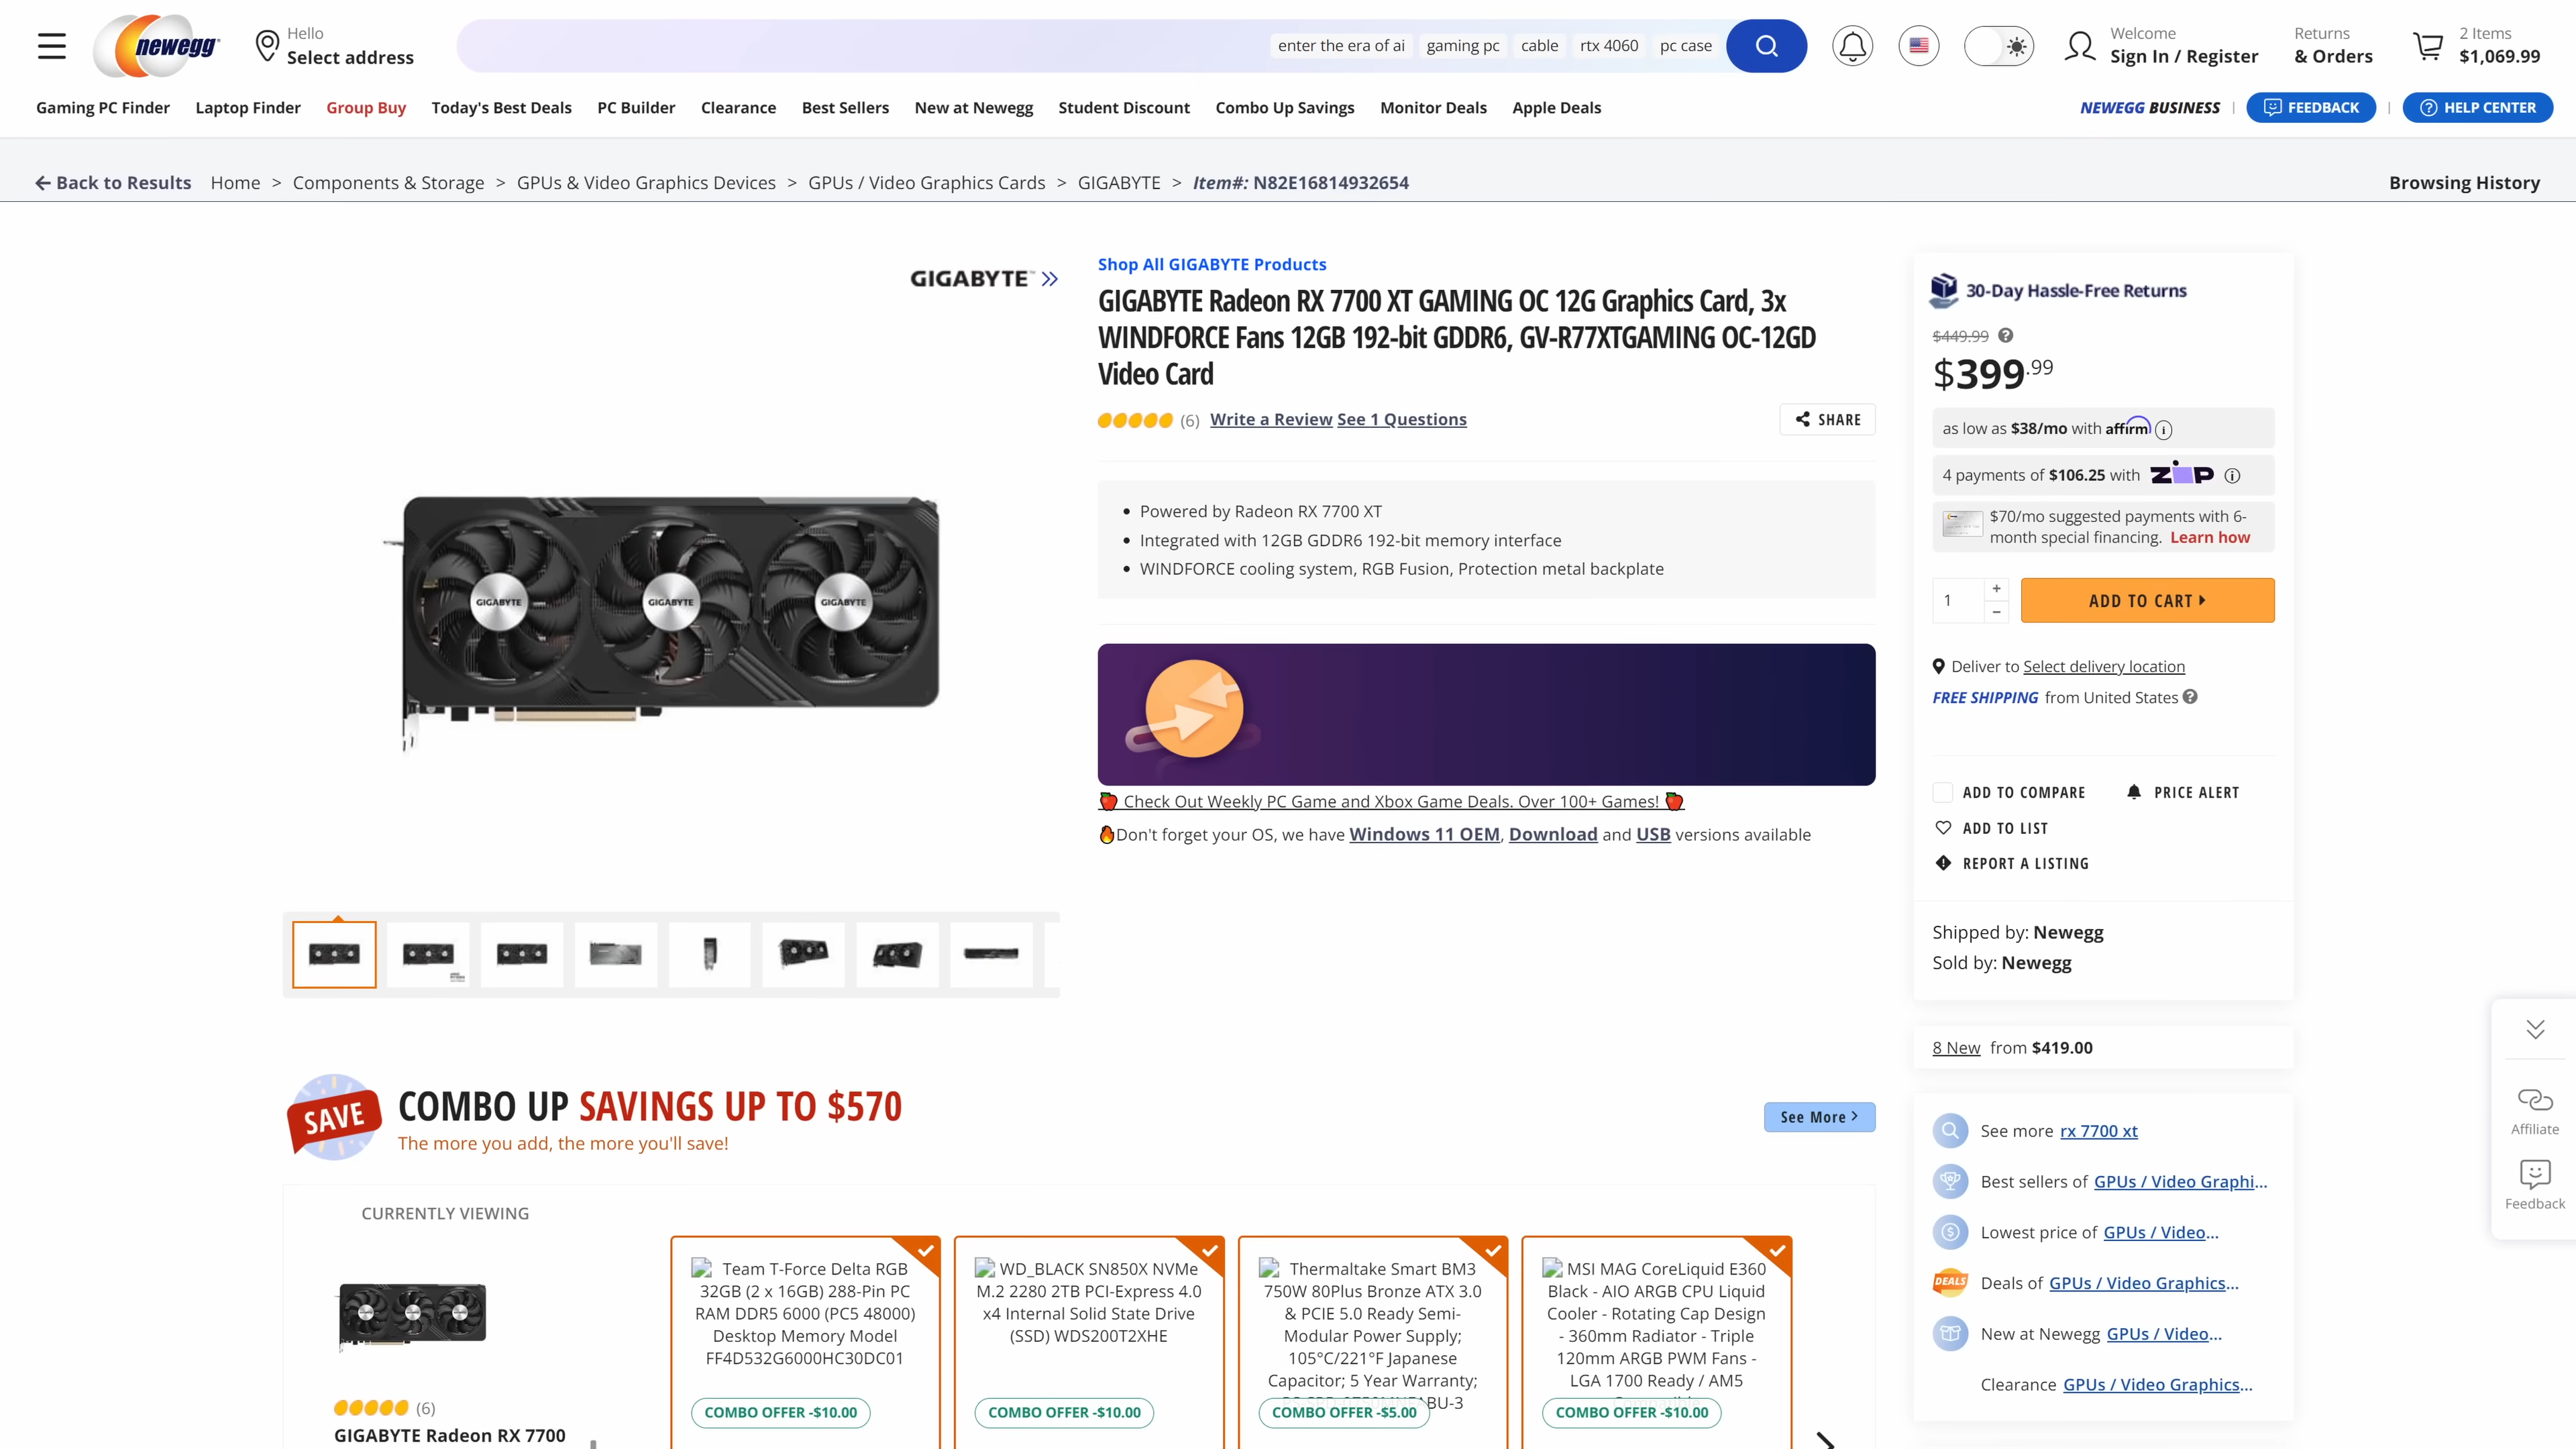 Hello
Select address
newegg
enter the era of ai
gaming pc
cable
rtx 4060
pc case
Welcome
Sign In / Register
Returns
& Orders
2 Items
$1,069.99
Gaming PC Finder
Laptop Finder
Group Buy
Today's Best Deals
PC Builder
Clearance
Best Sellers
New at Newegg
Student Discount
Combo Up Savings
Monitor Deals
Apple Deals
NEWEGG BUSINESS
FEEDBACK
HELP CENTER
Back to Results
Home > Components & Storage > GPUs & Video Graphics Devices > GPUs / Video Graphics Cards > GIGABYTE > Item#: N82E16814932654
Browsing History
GIGABYTE™
GIGABYTE
GIGABYTE
GIGABYTE
Shop All GIGABYTE Products
GIGABYTE Radeon RX 7700 XT GAMING OC 12G Graphics Card, 3x
WINDFORCE Fans 12GB 192-bit GDDR6, GV-R77XTGAMING OC-12GD
Video Card
(6)
Write a Review
See 1 Questions
SHARE
• Powered by Radeon RX 7700 XT
• Integrated with 12GB GDDR6 192-bit memory interface
• WINDFORCE cooling system, RGB Fusion, Protection metal backplate
Check Out Weekly PC Game and Xbox Game Deals. Over 100+ Games!
Don't forget your OS, we have Windows 11 OEM, Download and USB versions available
30-Day Hassle-Free Returns
$449.99
$399.99
as low as $38/mo with affirm
4 payments of $106.25 with ZIP
$70/mo suggested payments with 6-
month special financing. Learn how
1
+
−
ADD TO CART
Deliver to Select delivery location
FREE SHIPPING from United States
ADD TO COMPARE
PRICE ALERT
ADD TO LIST
REPORT A LISTING
Shipped by: Newegg
Sold by: Newegg
8 New from $419.00
See more rx 7700 xt
Best sellers of GPUs / Video Graphi...
Lowest price of GPUs / Video...
DEALS
Deals of GPUs / Video Graphics...
New at Newegg GPUs / Video...
Clearance GPUs / Video Graphics...
Affiliate
Feedback
SAVE
COMBO UP SAVINGS UP TO $570
The more you add, the more you'll save!
See More
CURRENTLY VIEWING
(6)
GIGABYTE Radeon RX 7700
Team T-Force Delta RGB
32GB (2 x 16GB) 288-Pin PC
RAM DDR5 6000 (PC5 48000)
Desktop Memory Model
FF4D532G6000HC30DC01
COMBO OFFER -$10.00
WD_BLACK SN850X NVMe
M.2 2280 2TB PCI-Express 4.0
x4 Internal Solid State Drive
(SSD) WDS200T2XHE
COMBO OFFER -$10.00
Thermaltake Smart BM3
750W 80Plus Bronze ATX 3.0
& PCIE 5.0 Ready Semi-
Modular Power Supply;
105°C/221°F Japanese
Capacitor; 5 Year Warranty;
COMBO OFFER -$5.00
MSI MAG CoreLiquid E360
Black - AIO ARGB CPU Liquid
Cooler - Rotating Cap Design
- 360mm Radiator - Triple
120mm ARGB PWM Fans -
LGA 1700 Ready / AM5
COMBO OFFER -$10.00